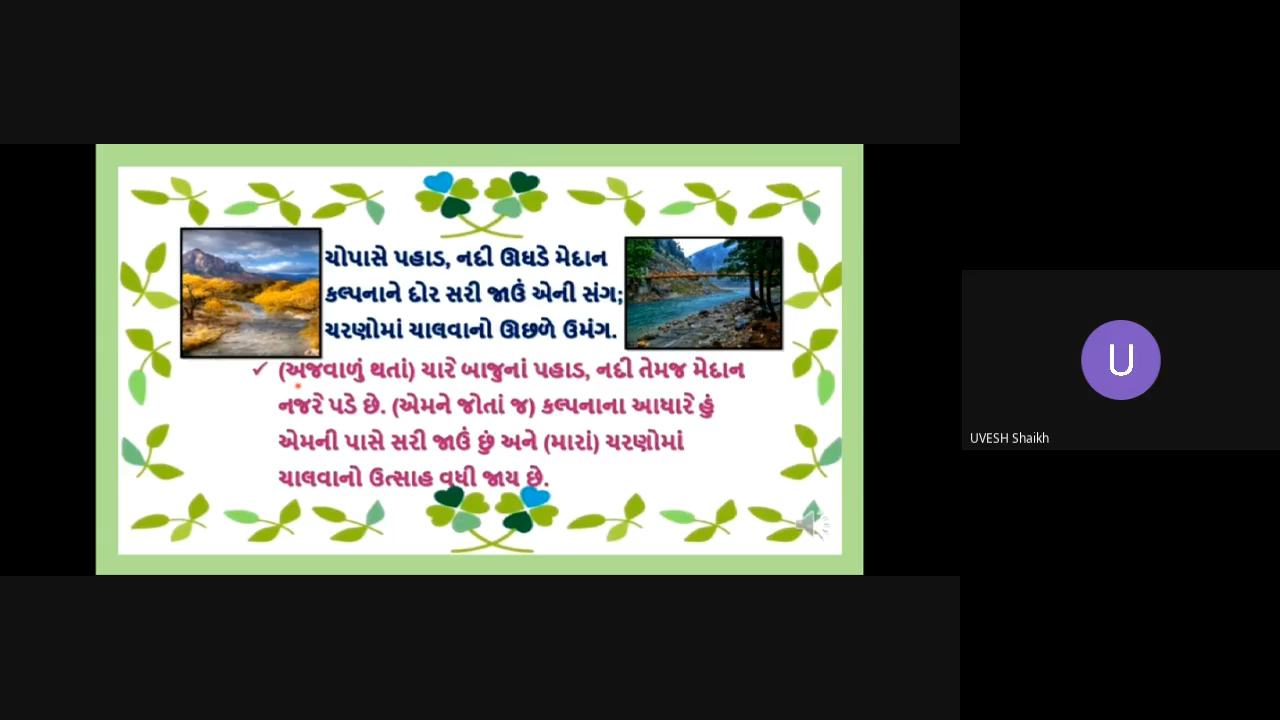 ચોપાસે પહાડ, નદી ઊઘડે મેદાન
કલ્પનાને દોર સરી જાઉં એની સંગ;
ચરણોમાં ચાલવાનો ઊછળે ઉમંગ.
✓ (અજવાળું થતાં) ચારે બાજુનાં પહાડ, નદી તેમજ મેદાન
નજરે પડે છે. (એમને જોતાં જ) કલ્પનાના આધારે હું
એમની પાસે સરી જાઉં છું અને (મારાં) ચરણોમાં
ચાલવાનો ઉત્સાહ વધી જાય છે.
U
UVESH Shaikh